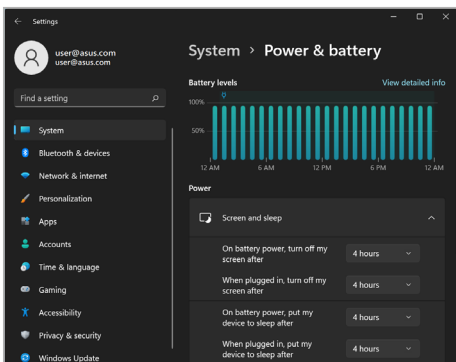 Settings
user@asus.com
user@asus.com
Find a setting
System
Bluetooth & devices
Network & internet
Personalization
Apps
Accounts
Time & language
Gaming
Accessibility
Privacy & security
Windows Update
System > Power & battery
Battery levels
View detailed info
100%
50%
12 AM 6 AM 12 PM 6 PM 12 AM
Power
Screen and sleep
On battery power, turn off my
screen after
4 hours
When plugged in, turn off my
screen after
4 hours
On battery power, put my
device to sleep after
4 hours
When plugged in, put my
device to sleep after
4 hours